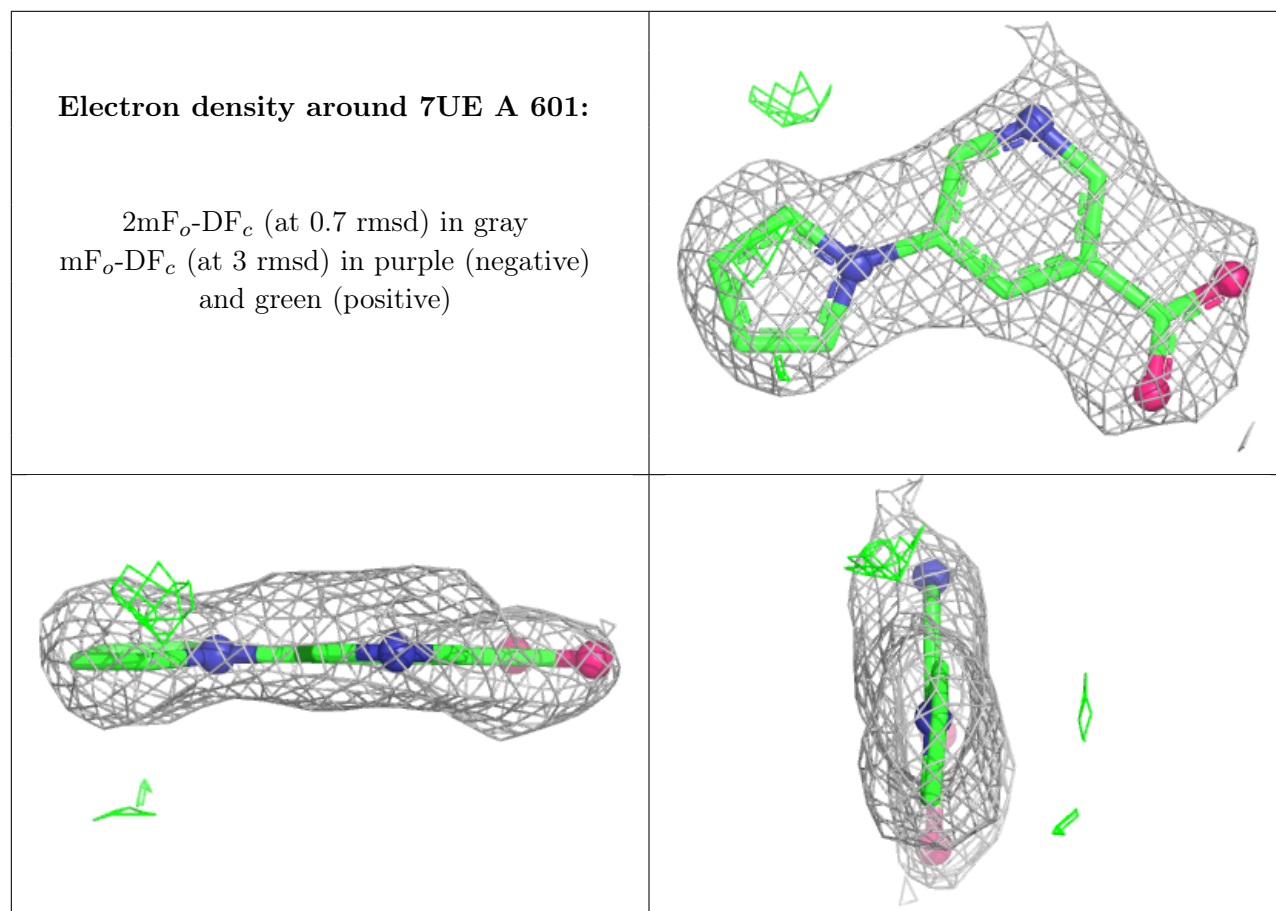 Electron density around 7UE A 601:
2mFo-DFc (at 0.7 rmsd) in gray
mFo-DFc (at 3 rmsd) in purple (negative)
and green (positive)